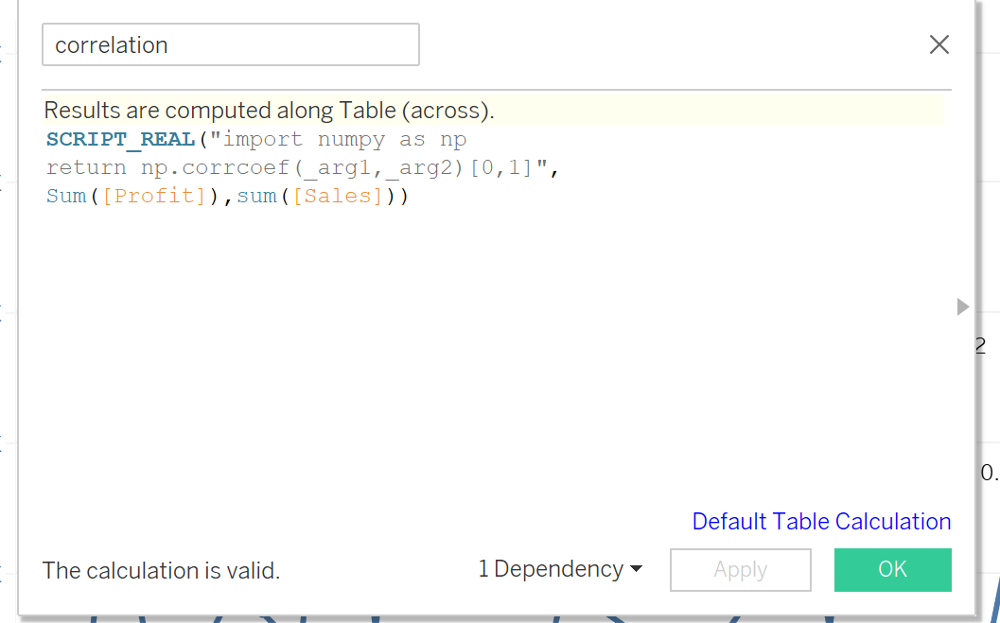 correlation
Results are computed along Table (across).
SCRIPT_REAL("import numpy as np
return np.corrcoef(_arg1,_arg2)[0,1]",
Sum([Profit]),sum([Sales]))
2
0.
Default Table Calculation
The calculation is valid.
1 Dependency
Apply
OK